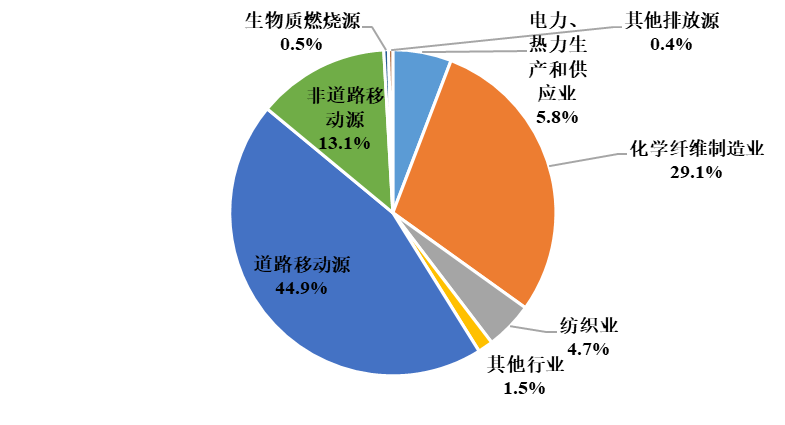 生物质燃烧源
0.5%
电力、
热力生
产和供
应业
5.8%
其他排放源
0.4%
非道路移
动源
13.1%
化学纤维制造业
29.1%
道路移动源
44.9%
纺织业
4.7%
其他行业
1.5%